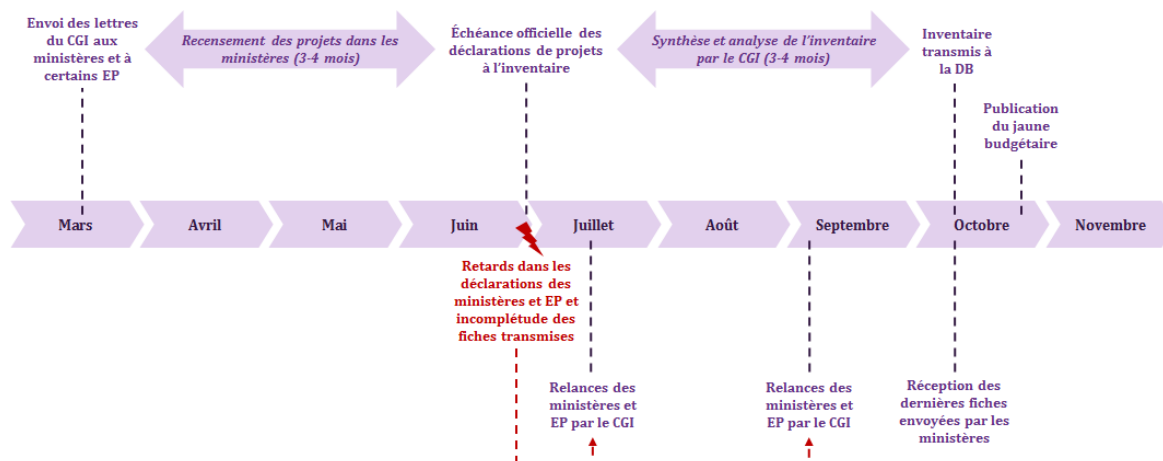 Envoi des lettres
du CGI aux
ministères et à
certains EP
Recensement des projets dans les
ministères (3-4 mois)
Échéance officielle des
déclarations de projets
à l'inventaire
Synthèse et analyse de l'inventaire
par le CGI (3-4 mois)
Inventaire
transmis à
la DB
Publication
du jaune
budgétaire
Mars
Avril
Mai
Juin
Juillet
Août
Septembre
Octobre
Novembre
Retards dans les
déclarations des
ministères et EP et
incomplétude des
fiches transmises
Relances des
ministères et
EP par le CGI
Relances des
ministères et
EP par le CGI
Réception des
dernières fiches
envoyées par les
ministères